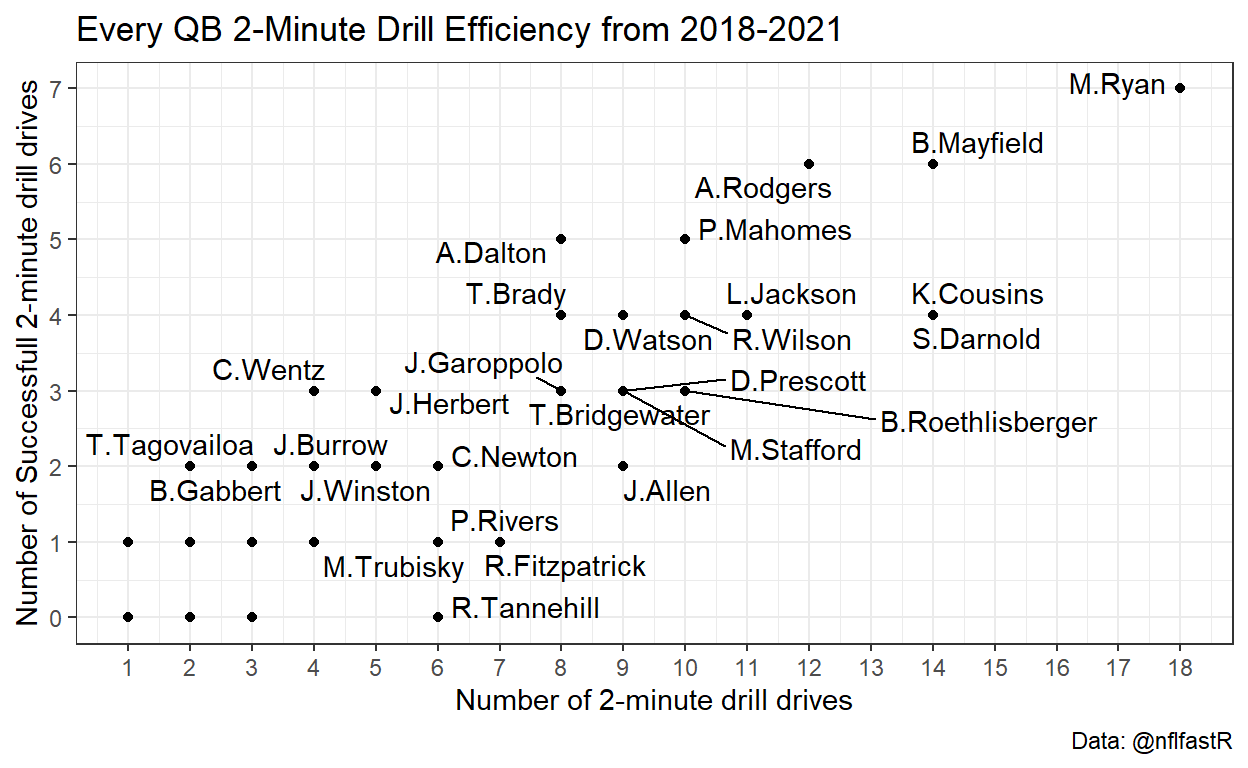 Every QB 2-Minute Drill Efficiency from 2018-2021
Number of Successfull 2-minute drill drives
7
6
5
4
3
2
1
0
M.Ryan
B.Mayfield
A.Rodgers
P.Mahomes
A.Dalton
T.Brady
L.Jackson
K.Cousins
D.Watson
R.Wilson
S.Darnold
J.Garoppolo
C.Wentz
D.Prescott
J.Herbert
T.Bridgewater
B.Roethlisberger
T.Tagovailoa
J.Burrow
M.Stafford
C.Newton
B.Gabbert
J.Winston
J.Allen
P.Rivers
M.Trubisky
R.Fitzpatrick
R.Tannehill
1 2 3 4 5 6 7 8 9 10 11 12 13 14 15 16 17 18
Number of 2-minute drill drives
Data: @nflfastR